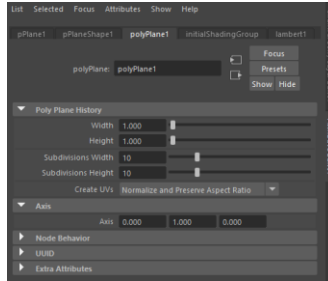 List Selected Focus Attributes Show Help
pPlane1 pPlaneShape1 polyPlane1 initialShadingGroup lambert1
Focus
polyPlane: polyPlane1 Presets
Show Hide
Poly Plane History
Width 1.000
Height 1.000
Subdivisions Width 10
Subdivisions Height 10
Create UVs Normalize and Preserve Aspect Ratio
Axis
Axis 0.000 1.000 0.000
Node Behavior
UUID
Extra Attributes